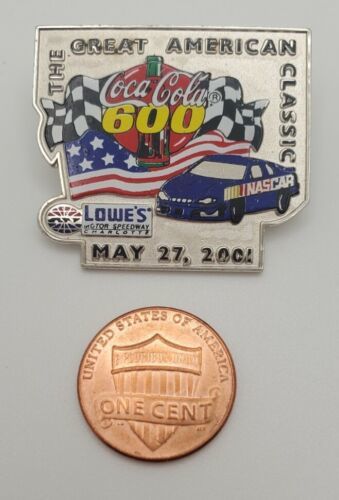 THE GREAT AMERICAN CLASSIC
Coca-Cola®
600
NASCAR
LOWE'S
MOTOR SPEEDWAY
CHARLOTTE
MAY 27, 2001
UNITED STATES OF AMERICA
E PLURIBUS UNUM
ONE CENT